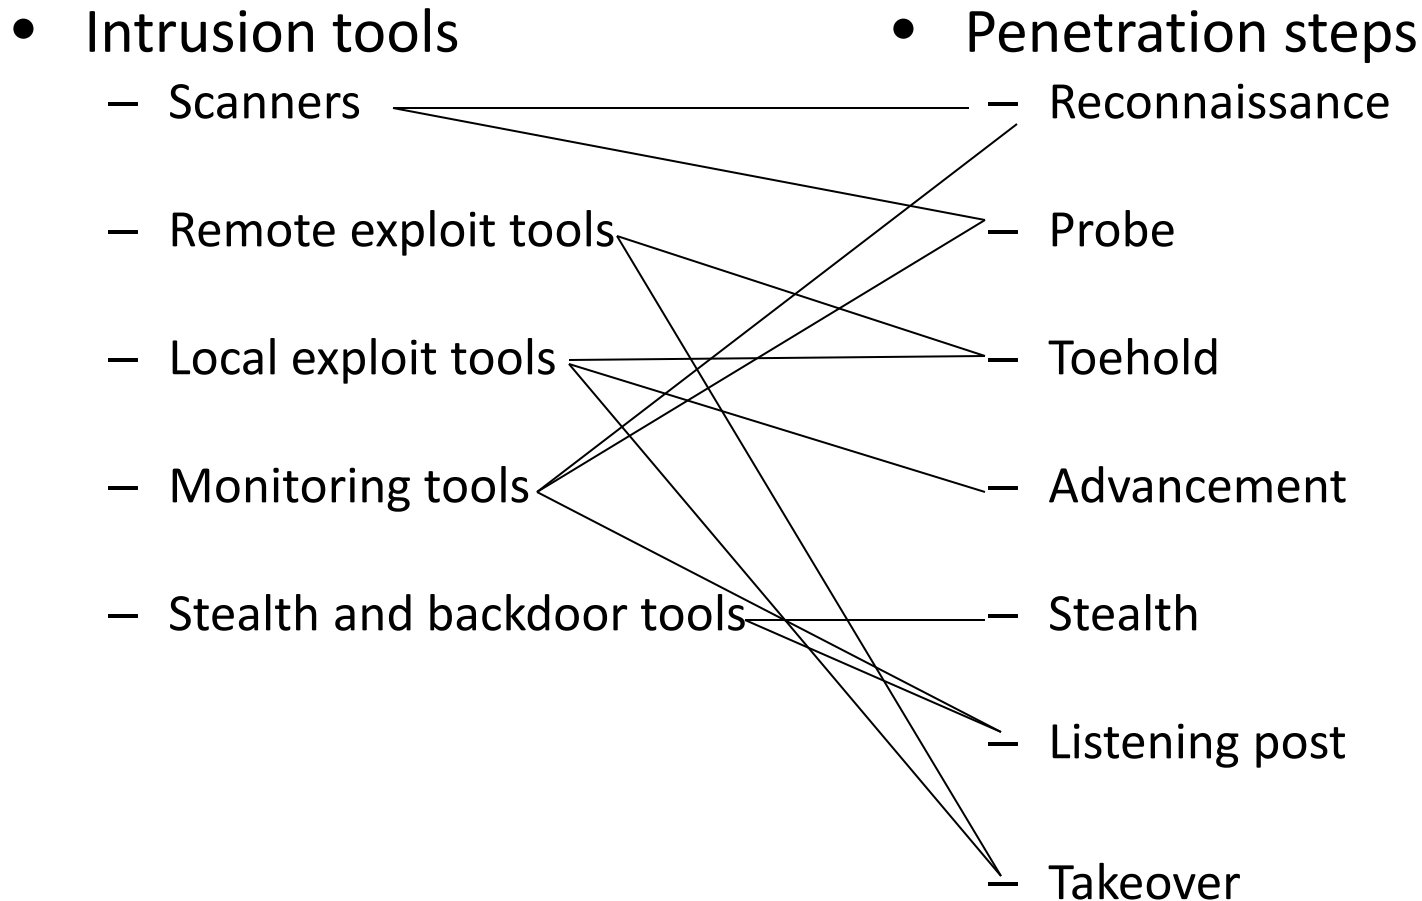 • Intrusion tools
– Scanners
– Remote exploit tools
– Local exploit tools
– Monitoring tools
– Stealth and backdoor tools
• Penetration steps
– Reconnaissance
– Probe
– Toehold
– Advancement
– Stealth
– Listening post
– Takeover